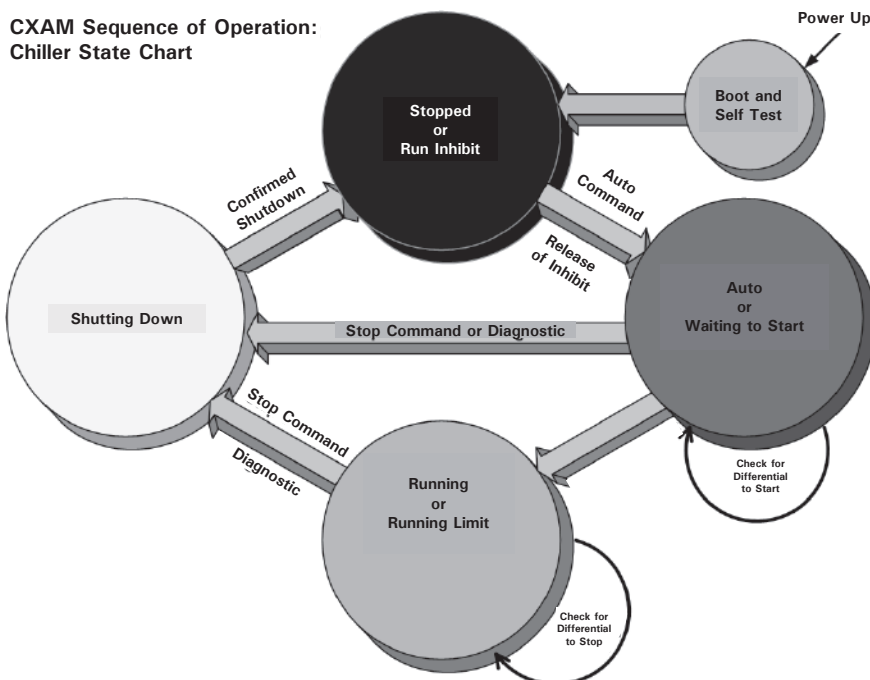 CXAM Sequence of Operation:
Chiller State Chart
Power Up
Boot and
Self Test
Stopped
or
Run Inhibit
Confirmed
Shutdown
Auto
Command
Release
of Inhibit
Shutting Down
Stop Command or Diagnostic
Auto
or
Waiting to Start
Stop Command
Diagnostic
Running
or
Running Limit
Check for
Differential
to Start
Check for
Differential
to Stop